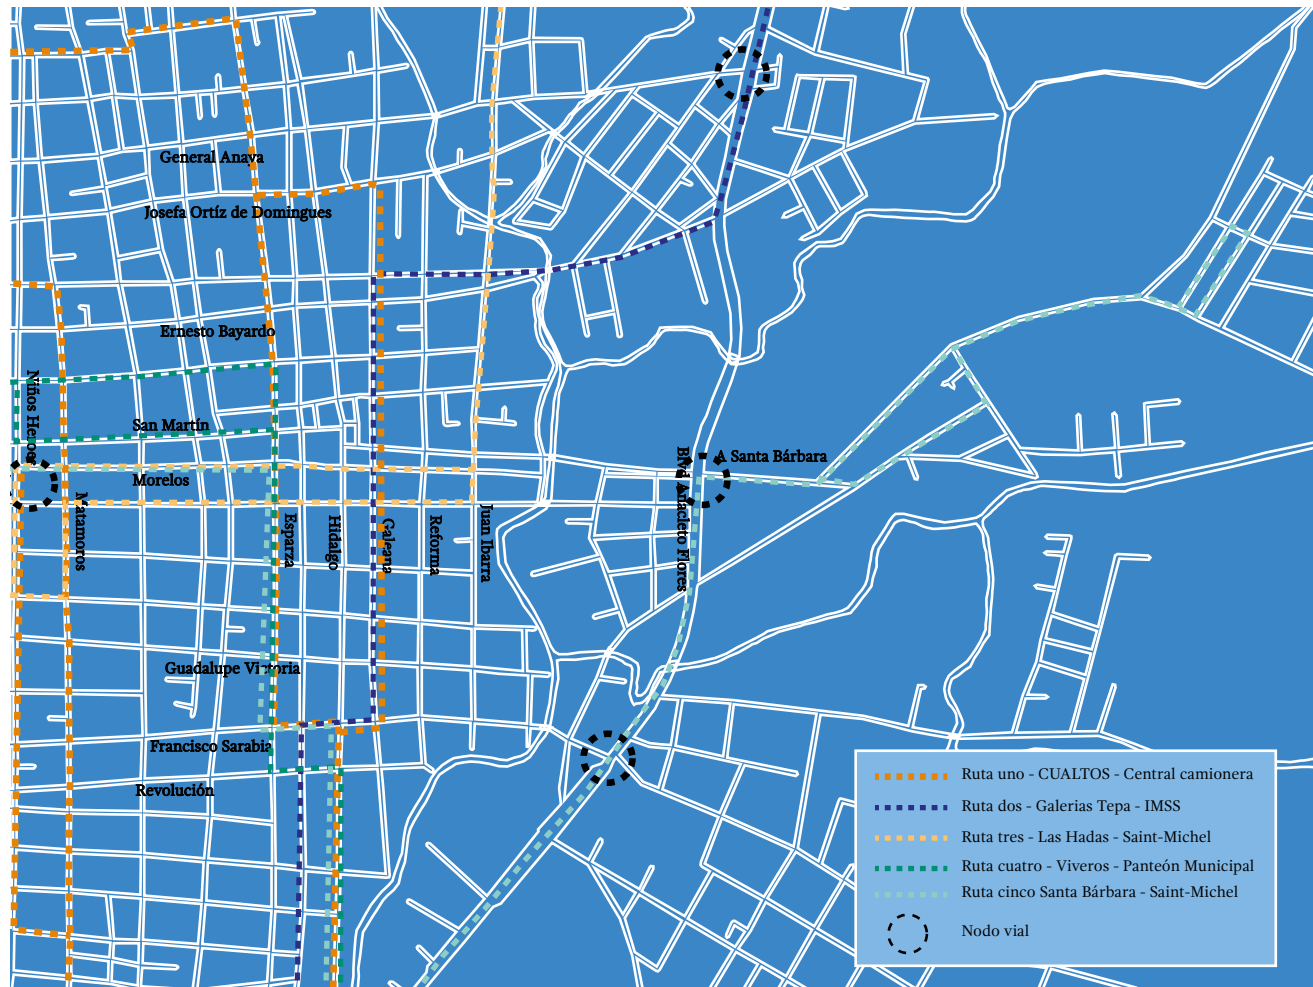 General Anaya
Josefa Ortíz de Domingues
Ernesto Bayardo
Niños Heroes
San Martín
Blvd Anacleto Flores
A Santa Bárbara
Morelos
Matamoros
Esparza
Hidalgo
Galeana
Reforma
Juan Ibarra
Guadalupe Victoria
Francisco Sarabia
Revolución
Ruta uno - CUALTOS - Central camionera
Ruta dos - Galerias Tepa - IMSS
Ruta tres - Las Hadas - Saint-Michel
Ruta cuatro - Viveros - Panteón Municipal
Ruta cinco Santa Bárbara - Saint-Michel
Nodo vial